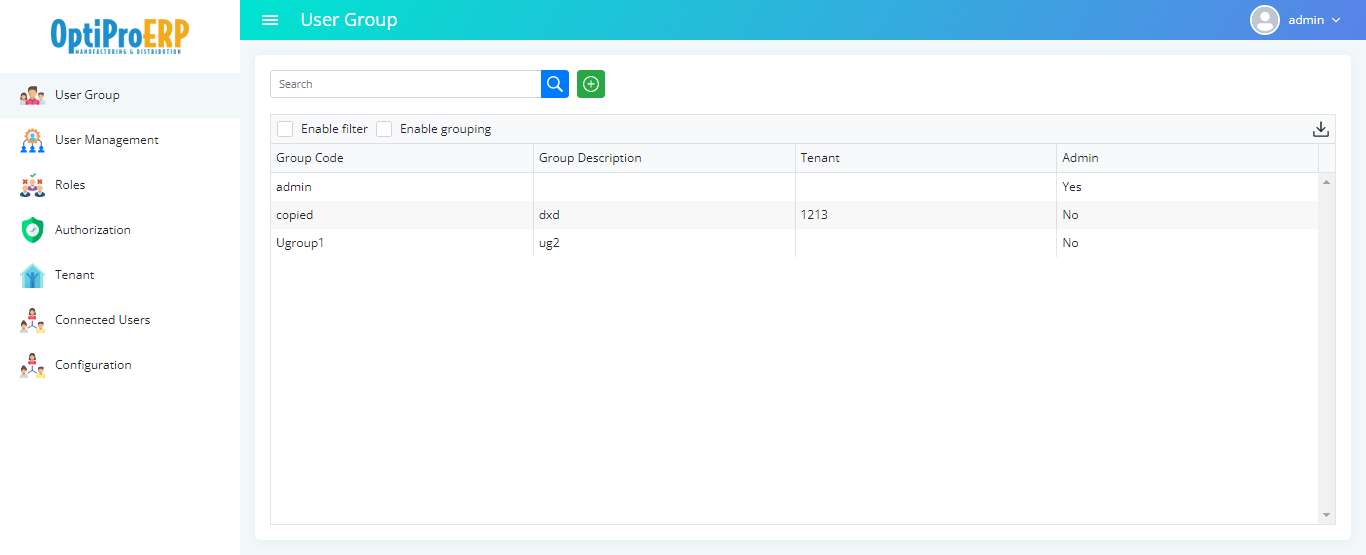 OptiProERP
MANUFACTURING & DISTRIBUTION
User Group
admin
User Group
User Management
Roles
Authorization
Tenant
Connected Users
Configuration
Search
Enable filter Enable grouping
Group Code Group Description Tenant Admin
admin Yes
copied dxd 1213 No
Ugroup1 ug2 No